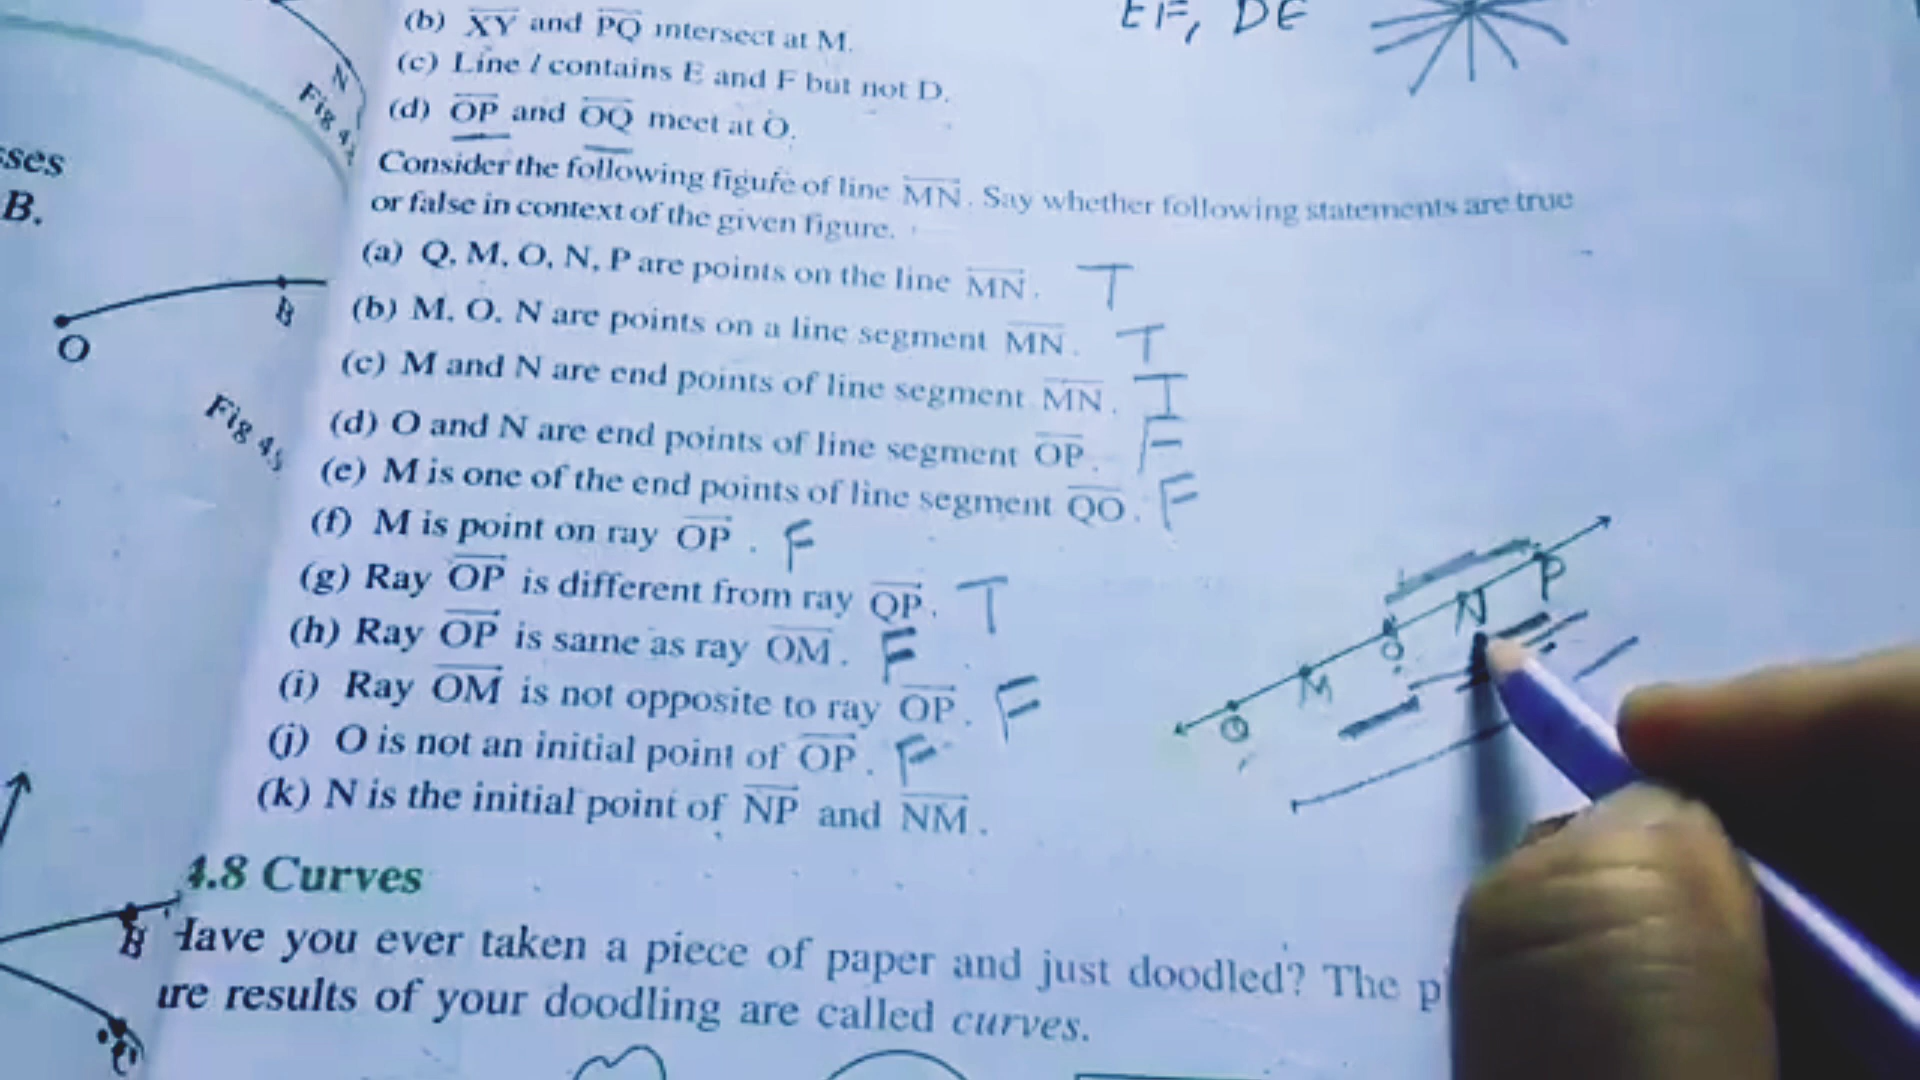 (b) XY and PQ intersect at M.
EF, DE
(c) Line l contains E and F but not D.
(d) OP and OQ meet at O.
N
Fig 4.
sses
B.
Consider the following figure of line MN. Say whether following statements are true
or false in context of the given figure.
(a) Q, M, O, N, P are points on the line MN. T
(b) M, O, N are points on a line segment MN. T
(c) M and N are end points of line segment MN. T
(d) O and N are end points of line segment OP. F
(e) M is one of the end points of line segment QO. F
(f) M is point on ray OP. F
(g) Ray OP is different from ray QP. T
(h) Ray OP is same as ray OM. F
(i) Ray OM is not opposite to ray OP. F
(j) O is not an initial point of OP. F
(k) N is the initial point of NP and NM.
B
O
Fig 4.
P
N
O
M
Q
4.8 Curves
B
Have you ever taken a piece of paper and just doodled? The p
are results of your doodling are called curves.
C